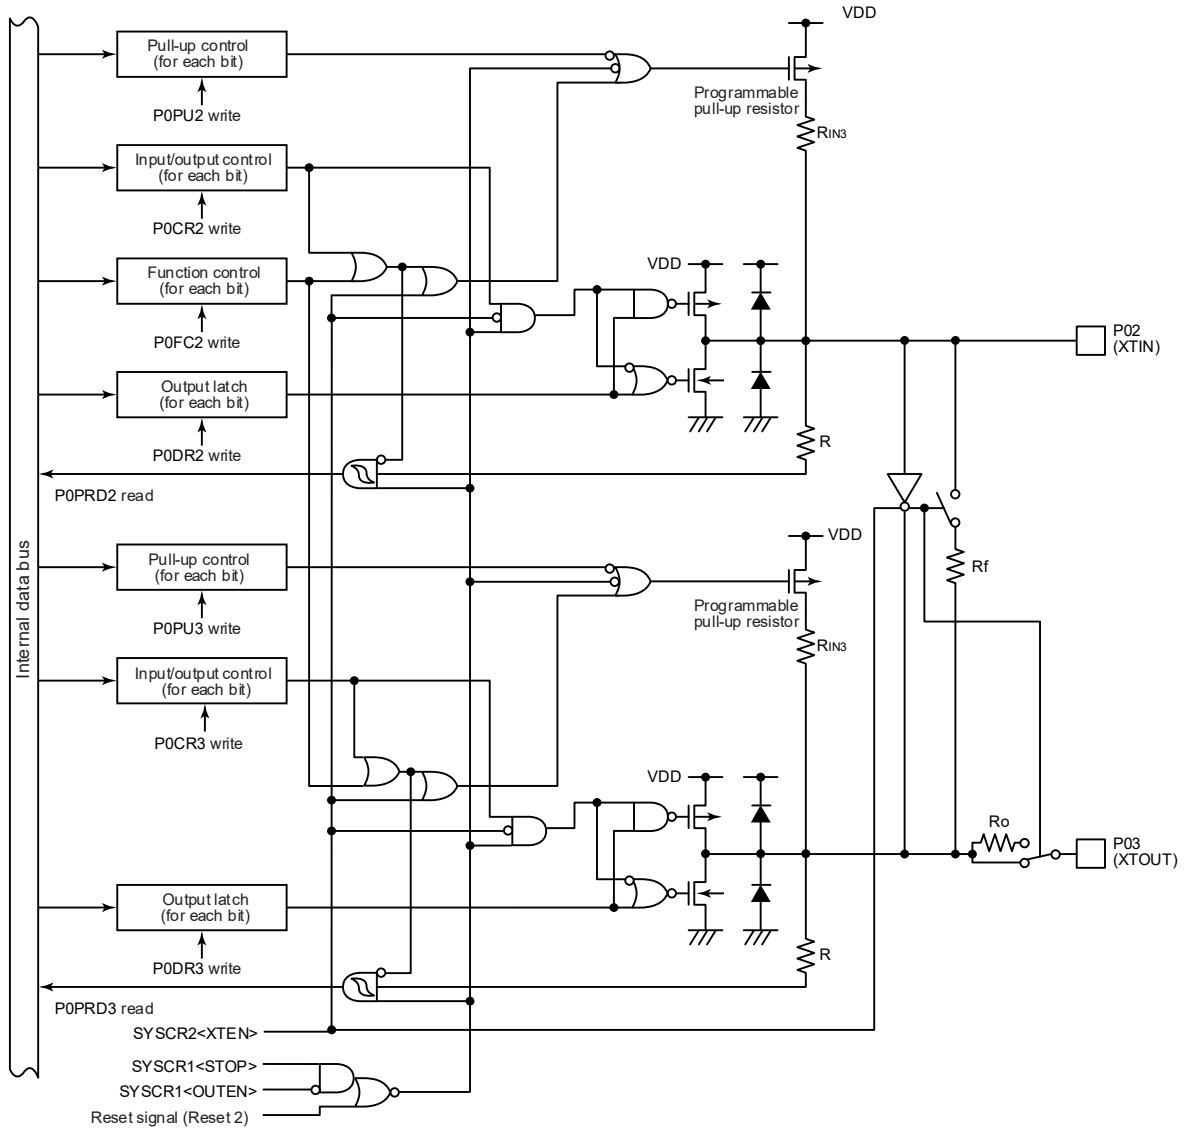 VDD
Pull-up control
(for each bit)
P0PU2 write
Programmable
pull-up resistor
RIN3
Input/output control
(for each bit)
P0CR2 write
Function control
(for each bit)
P0FC2 write
VDD
P02
(XTIN)
Output latch
(for each bit)
P0DR2 write
R
P0PRD2 read
Internal data bus
VDD
Pull-up control
(for each bit)
P0PU3 write
Rf
Programmable
pull-up resistor
RIN3
Input/output control
(for each bit)
P0CR3 write
VDD
Ro
P03
(XTOUT)
Output latch
(for each bit)
P0DR3 write
R
P0PRD3 read
SYSCR2<XTEN>
SYSCR1<STOP>
SYSCR1<OUTEN>
Reset signal (Reset 2)